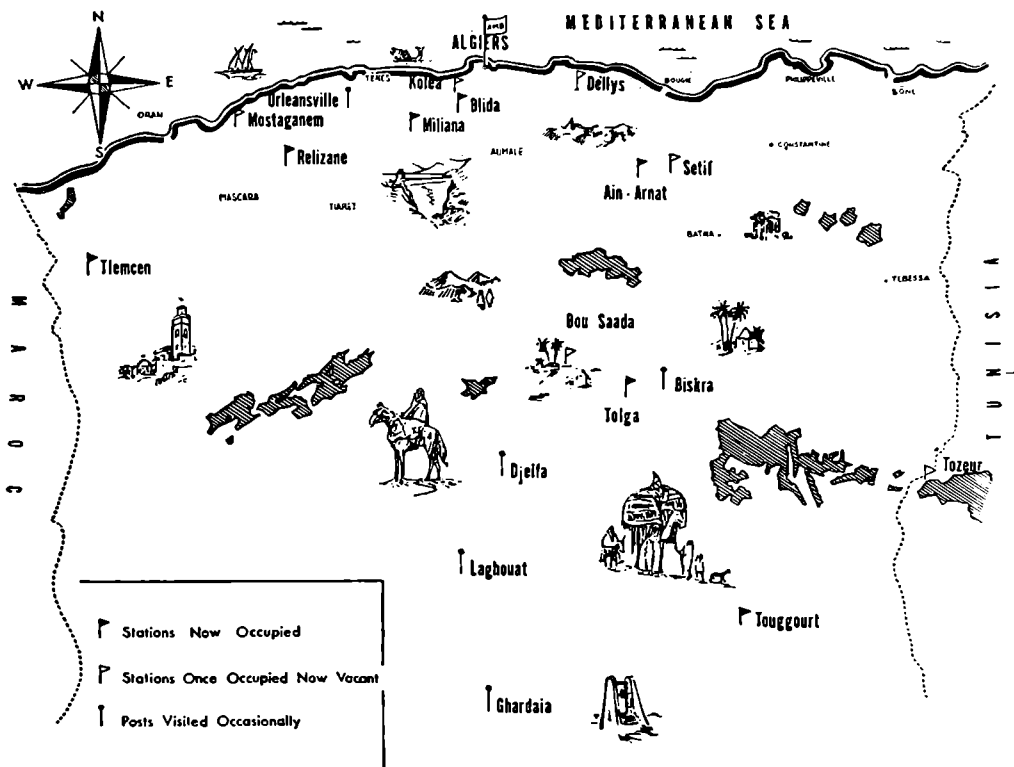 N
W
E
S
MEDITERRANEAN SEA
AMB
ALGIERS
TENES
Kolea
Dellys
BOUGIE
PHILIPPEVILLE
BÔNE
Orleansville
Blida
ORAN
Mostaganem
Miliana
Relizane
AUMALE
CONSTANTINE
Setif
Ain-Arnat
MASCARA
TIARET
BATNA
Tlemcen
TEBESSA
MAROC
TUNISIA
Bou Saada
Biskra
Tolga
Djelfa
Tozeur
Laghouat
Touggourt
Ghardaia
Stations Now Occupied
Stations Once Occupied Now Vacant
Posts Visited Occasionally